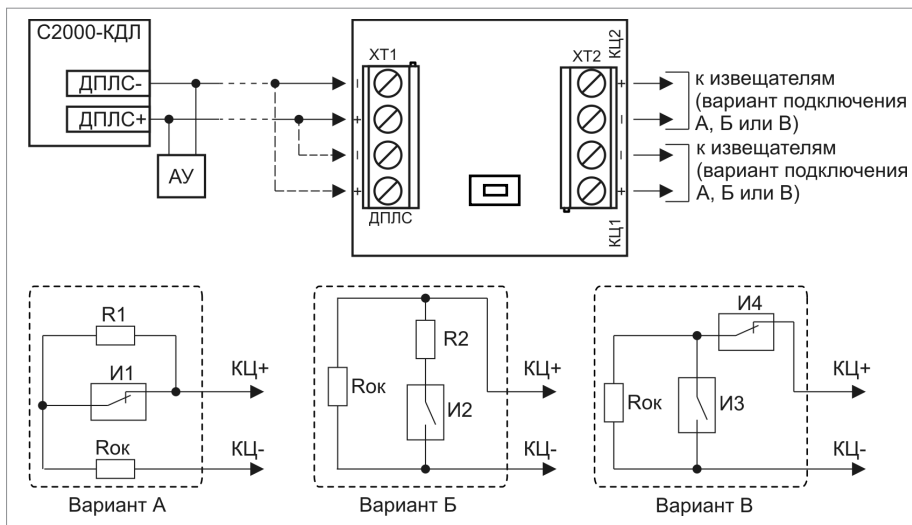 С2000-КДЛ
ДПЛС-
ДПЛС+
АУ
ХТ1
- 
+
-
+
ДПЛС
ХТ2
КЦ2
+
-
-
+
КЦ1
к извещателям
(вариант подключения
А, Б или В)
к извещателям
(вариант подключения
А, Б или В)
R1
И1
Rок
КЦ+
КЦ-
Вариант А
Rок
R2
И2
КЦ+
КЦ-
Вариант Б
Rок
И3
И4
КЦ+
КЦ-
Вариант В